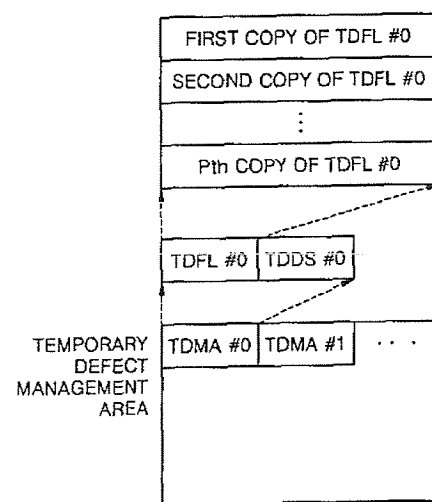 FIRST COPY OF TDFL #0
SECOND COPY OF TDFL #0
Pth COPY OF TDFL #0
TDFL #0 TDDS #0
TEMPORARY
DEFECT
MANAGEMENT
AREA
TDMA #0 TDMA #1 . . .